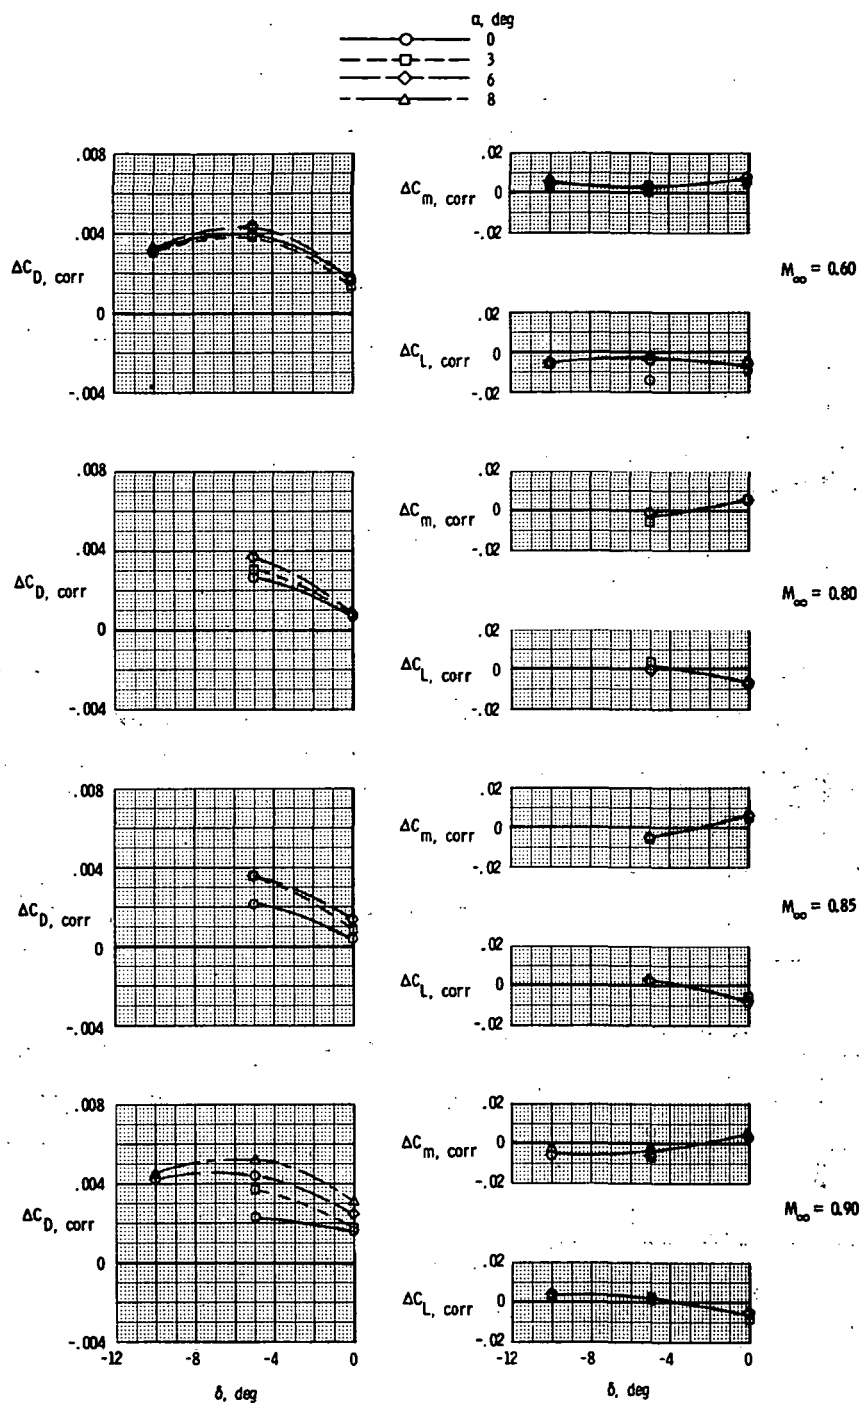 α, deg
0
3
6
8
.008
.004
0
-.004
ΔC_D, corr
.02
0
-.02
ΔC_m, corr
.02
0
-.02
ΔC_L, corr
M_∞ = 0.60
.008
.004
0
-.004
ΔC_D, corr
.02
0
-.02
ΔC_m, corr
.02
0
-.02
ΔC_L, corr
M_∞ = 0.80
.008
.004
0
-.004
ΔC_D, corr
.02
0
-.02
ΔC_m, corr
.02
0
-.02
ΔC_L, corr
M_∞ = 0.85
.008
.004
0
-.004
ΔC_D, corr
-12 -8 -4 0
δ, deg
.02
0
-.02
ΔC_m, corr
.02
0
-.02
ΔC_L, corr
-12 -8 -4 0
δ, deg
M_∞ = 0.90